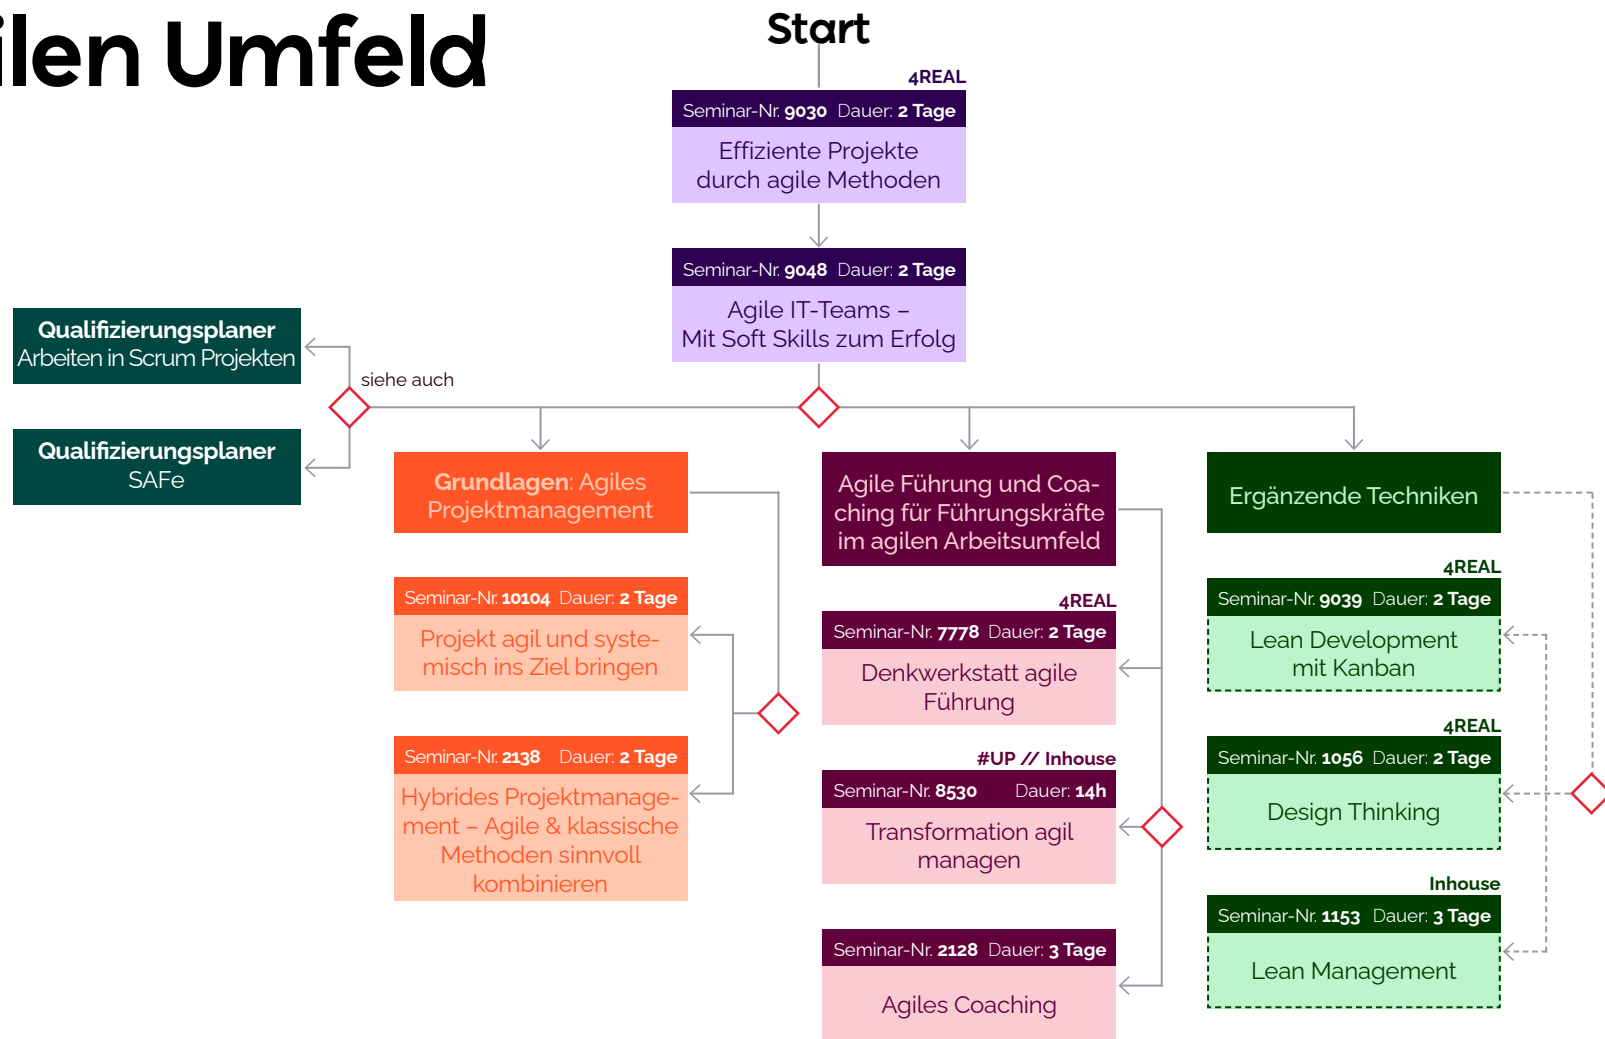 ilen Umfeld
Start
4REAL
Seminar-Nr. 9030 Dauer: 2 Tage
Effiziente Projekte
durch agile Methoden
Seminar-Nr. 9048 Dauer: 2 Tage
Agile IT-Teams –
Mit Soft Skills zum Erfolg
Qualifizierungsplaner
Arbeiten in Scrum Projekten
siehe auch
Qualifizierungsplaner
SAFe
Grundlagen: Agiles
Projektmanagement
Seminar-Nr. 10104 Dauer: 2 Tage
Projekt agil und syste-
misch ins Ziel bringen
Seminar-Nr. 2138 Dauer: 2 Tage
Hybrides Projektmanage-
ment – Agile & klassische
Methoden sinnvoll
kombinieren
Agile Führung und Coa-
ching für Führungskräfte
im agilen Arbeitsumfeld
4REAL
Seminar-Nr. 7778 Dauer: 2 Tage
Denkwerkstatt agile
Führung
#UP // Inhouse
Seminar-Nr. 8530 Dauer: 14h
Transformation agil
managen
Seminar-Nr. 2128 Dauer: 3 Tage
Agiles Coaching
Ergänzende Techniken
4REAL
Seminar-Nr. 9039 Dauer: 2 Tage
Lean Development
mit Kanban
4REAL
Seminar-Nr. 1056 Dauer: 2 Tage
Design Thinking
Inhouse
Seminar-Nr. 1153 Dauer: 3 Tage
Lean Management